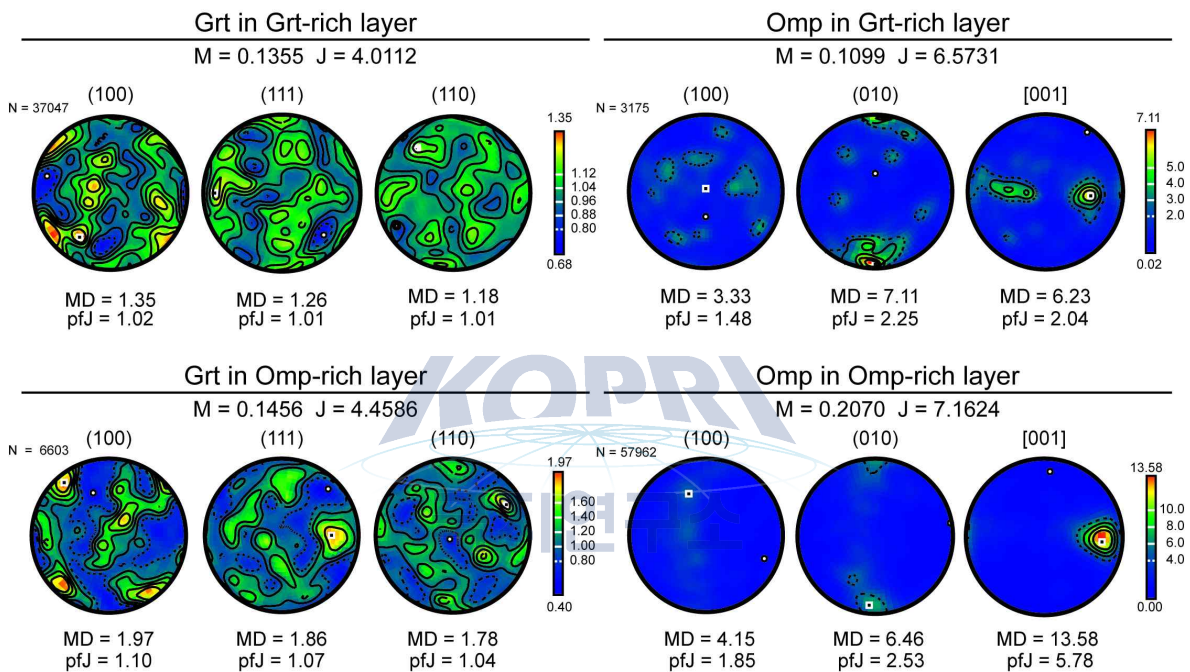 Grt in Grt-rich layer
M = 0.1355 J = 4.0112
N = 37047
(100) (111) (110)
1.35
1.12
1.04
0.96
0.88
0.80
0.68
MD = 1.35 MD = 1.26 MD = 1.18
pfJ = 1.02 pfJ = 1.01 pfJ = 1.01
Omp in Grt-rich layer
M = 0.1099 J = 6.5731
N = 3175
(100) (010) [001]
7.11
5.0
4.0
3.0
2.0
0.02
MD = 3.33 MD = 7.11 MD = 6.23
pfJ = 1.48 pfJ = 2.25 pfJ = 2.04
KOPRI
극지연구소
Grt in Omp-rich layer
M = 0.1456 J = 4.4586
N = 6603
(100) (111) (110)
1.97
1.60
1.40
1.20
1.00
0.80
0.40
MD = 1.97 MD = 1.86 MD = 1.78
pfJ = 1.10 pfJ = 1.07 pfJ = 1.04
Omp in Omp-rich layer
M = 0.2070 J = 7.1624
N = 57962
(100) (010) [001]
13.58
10.0
8.0
6.0
4.0
0.00
MD = 4.15 MD = 6.46 MD = 13.58
pfJ = 1.85 pfJ = 2.53 pfJ = 5.78